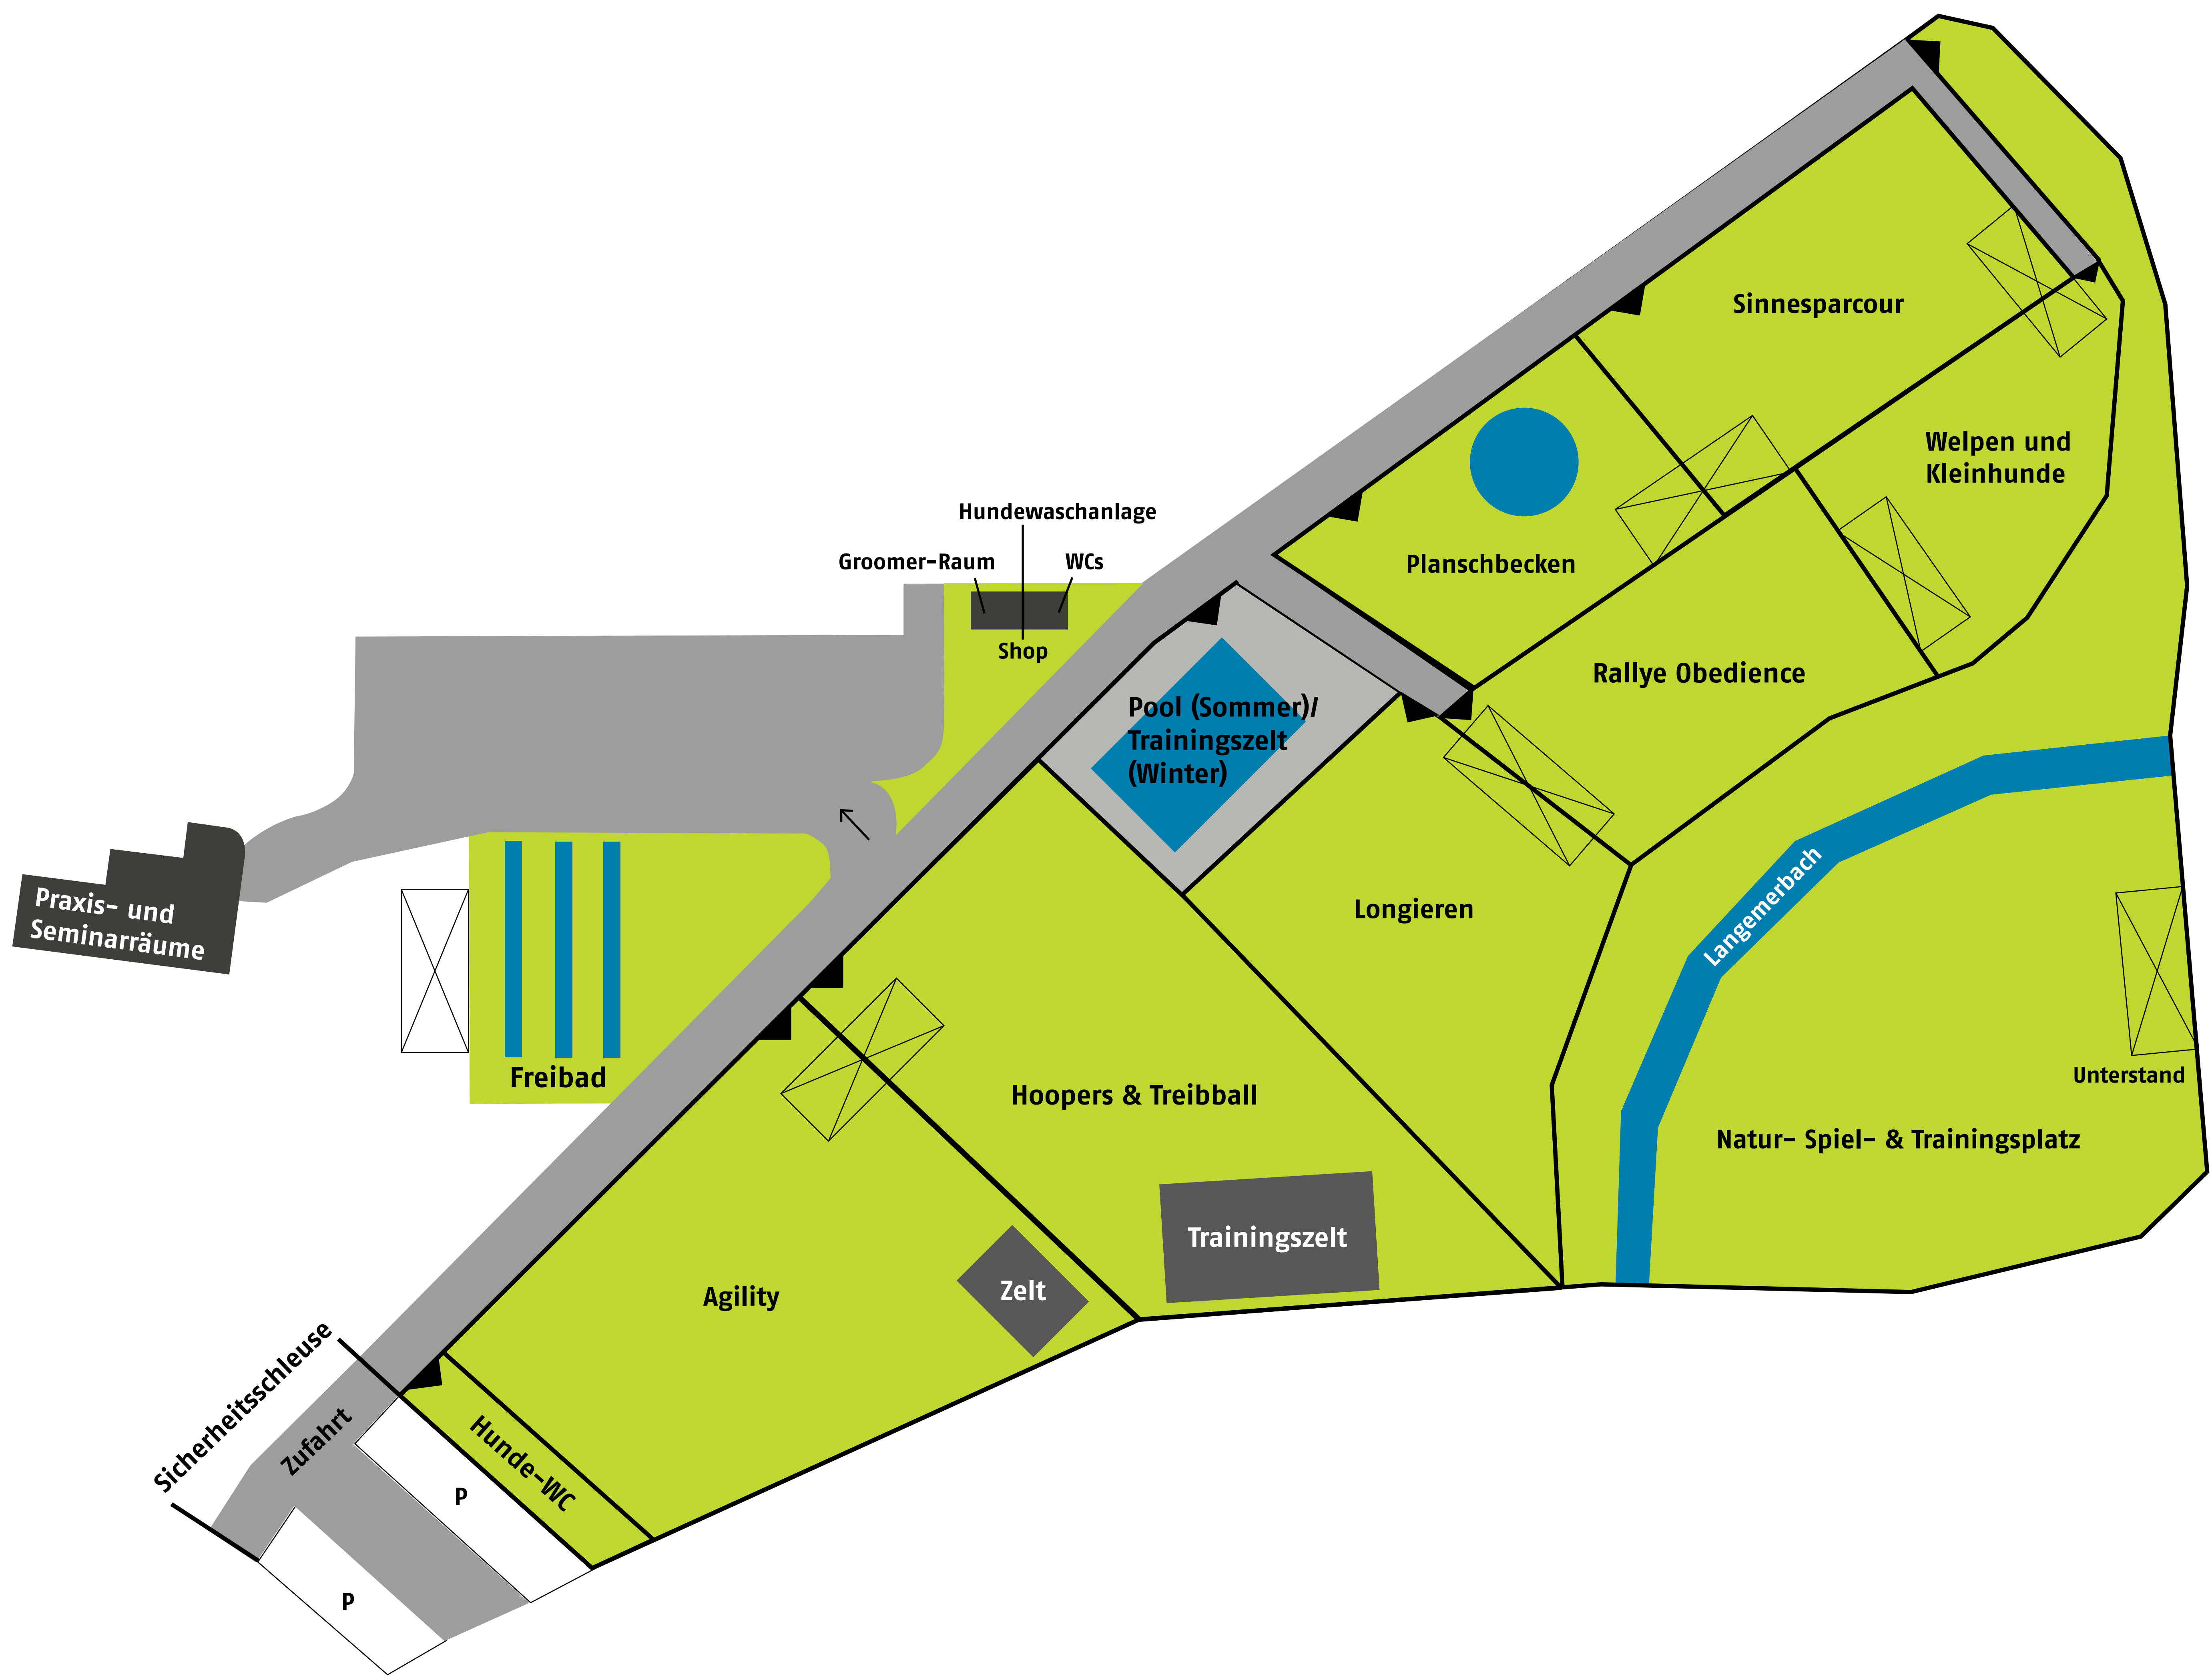 Sinnesparcour
Welpen und
Kleinhunde
Hundewaschanlage
Groomer-Raum
WCs
Shop
Planschbecken
Rallye Obedience
Pool (Sommer)/
Trainingszelt
(Winter)
Praxis- und
Seminarräume
Freibad
Longieren
Langemerbach
Unterstand
Hoopers & Treibball
Natur- Spiel- & Trainingsplatz
Trainingszelt
Zelt
Agility
Sicherheitsschleuse
Zufahrt
Hunde-WC
P
P